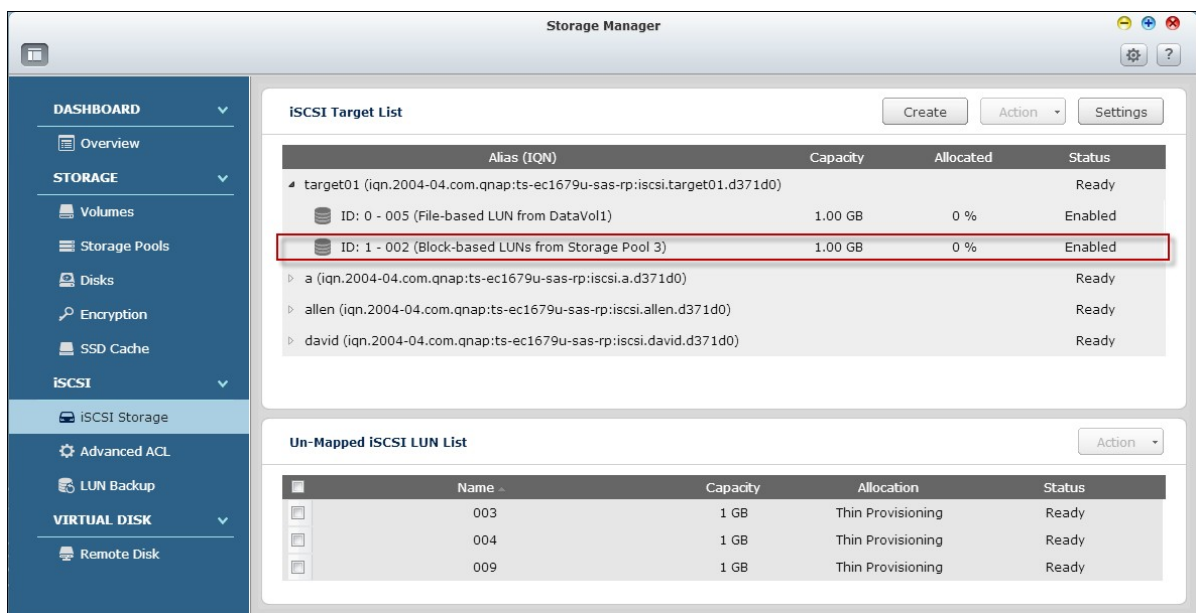 Storage Manager
?
DASHBOARD
Overview
STORAGE
Volumes
Storage Pools
Disks
Encryption
SSD Cache
iSCSI
iSCSI Storage
Advanced ACL
LUN Backup
VIRTUAL DISK
Remote Disk
iSCSI Target List Create Action Settings
Alias (IQN) Capacity Allocated Status
target01 (iqn.2004-04.com.qnap:ts-ec1679u-sas-rp:iscsi.target01.d371d0) Ready
ID: 0 - 005 (File-based LUN from DataVol1) 1.00 GB 0 % Enabled
ID: 1 - 002 (Block-based LUNs from Storage Pool 3) 1.00 GB 0 % Enabled
a (iqn.2004-04.com.qnap:ts-ec1679u-sas-rp:iscsi.a.d371d0) Ready
allen (iqn.2004-04.com.qnap:ts-ec1679u-sas-rp:iscsi.allen.d371d0) Ready
david (iqn.2004-04.com.qnap:ts-ec1679u-sas-rp:iscsi.david.d371d0) Ready
Un-Mapped iSCSI LUN List Action
Name Capacity Allocation Status
003 1 GB Thin Provisioning Ready
004 1 GB Thin Provisioning Ready
009 1 GB Thin Provisioning Ready